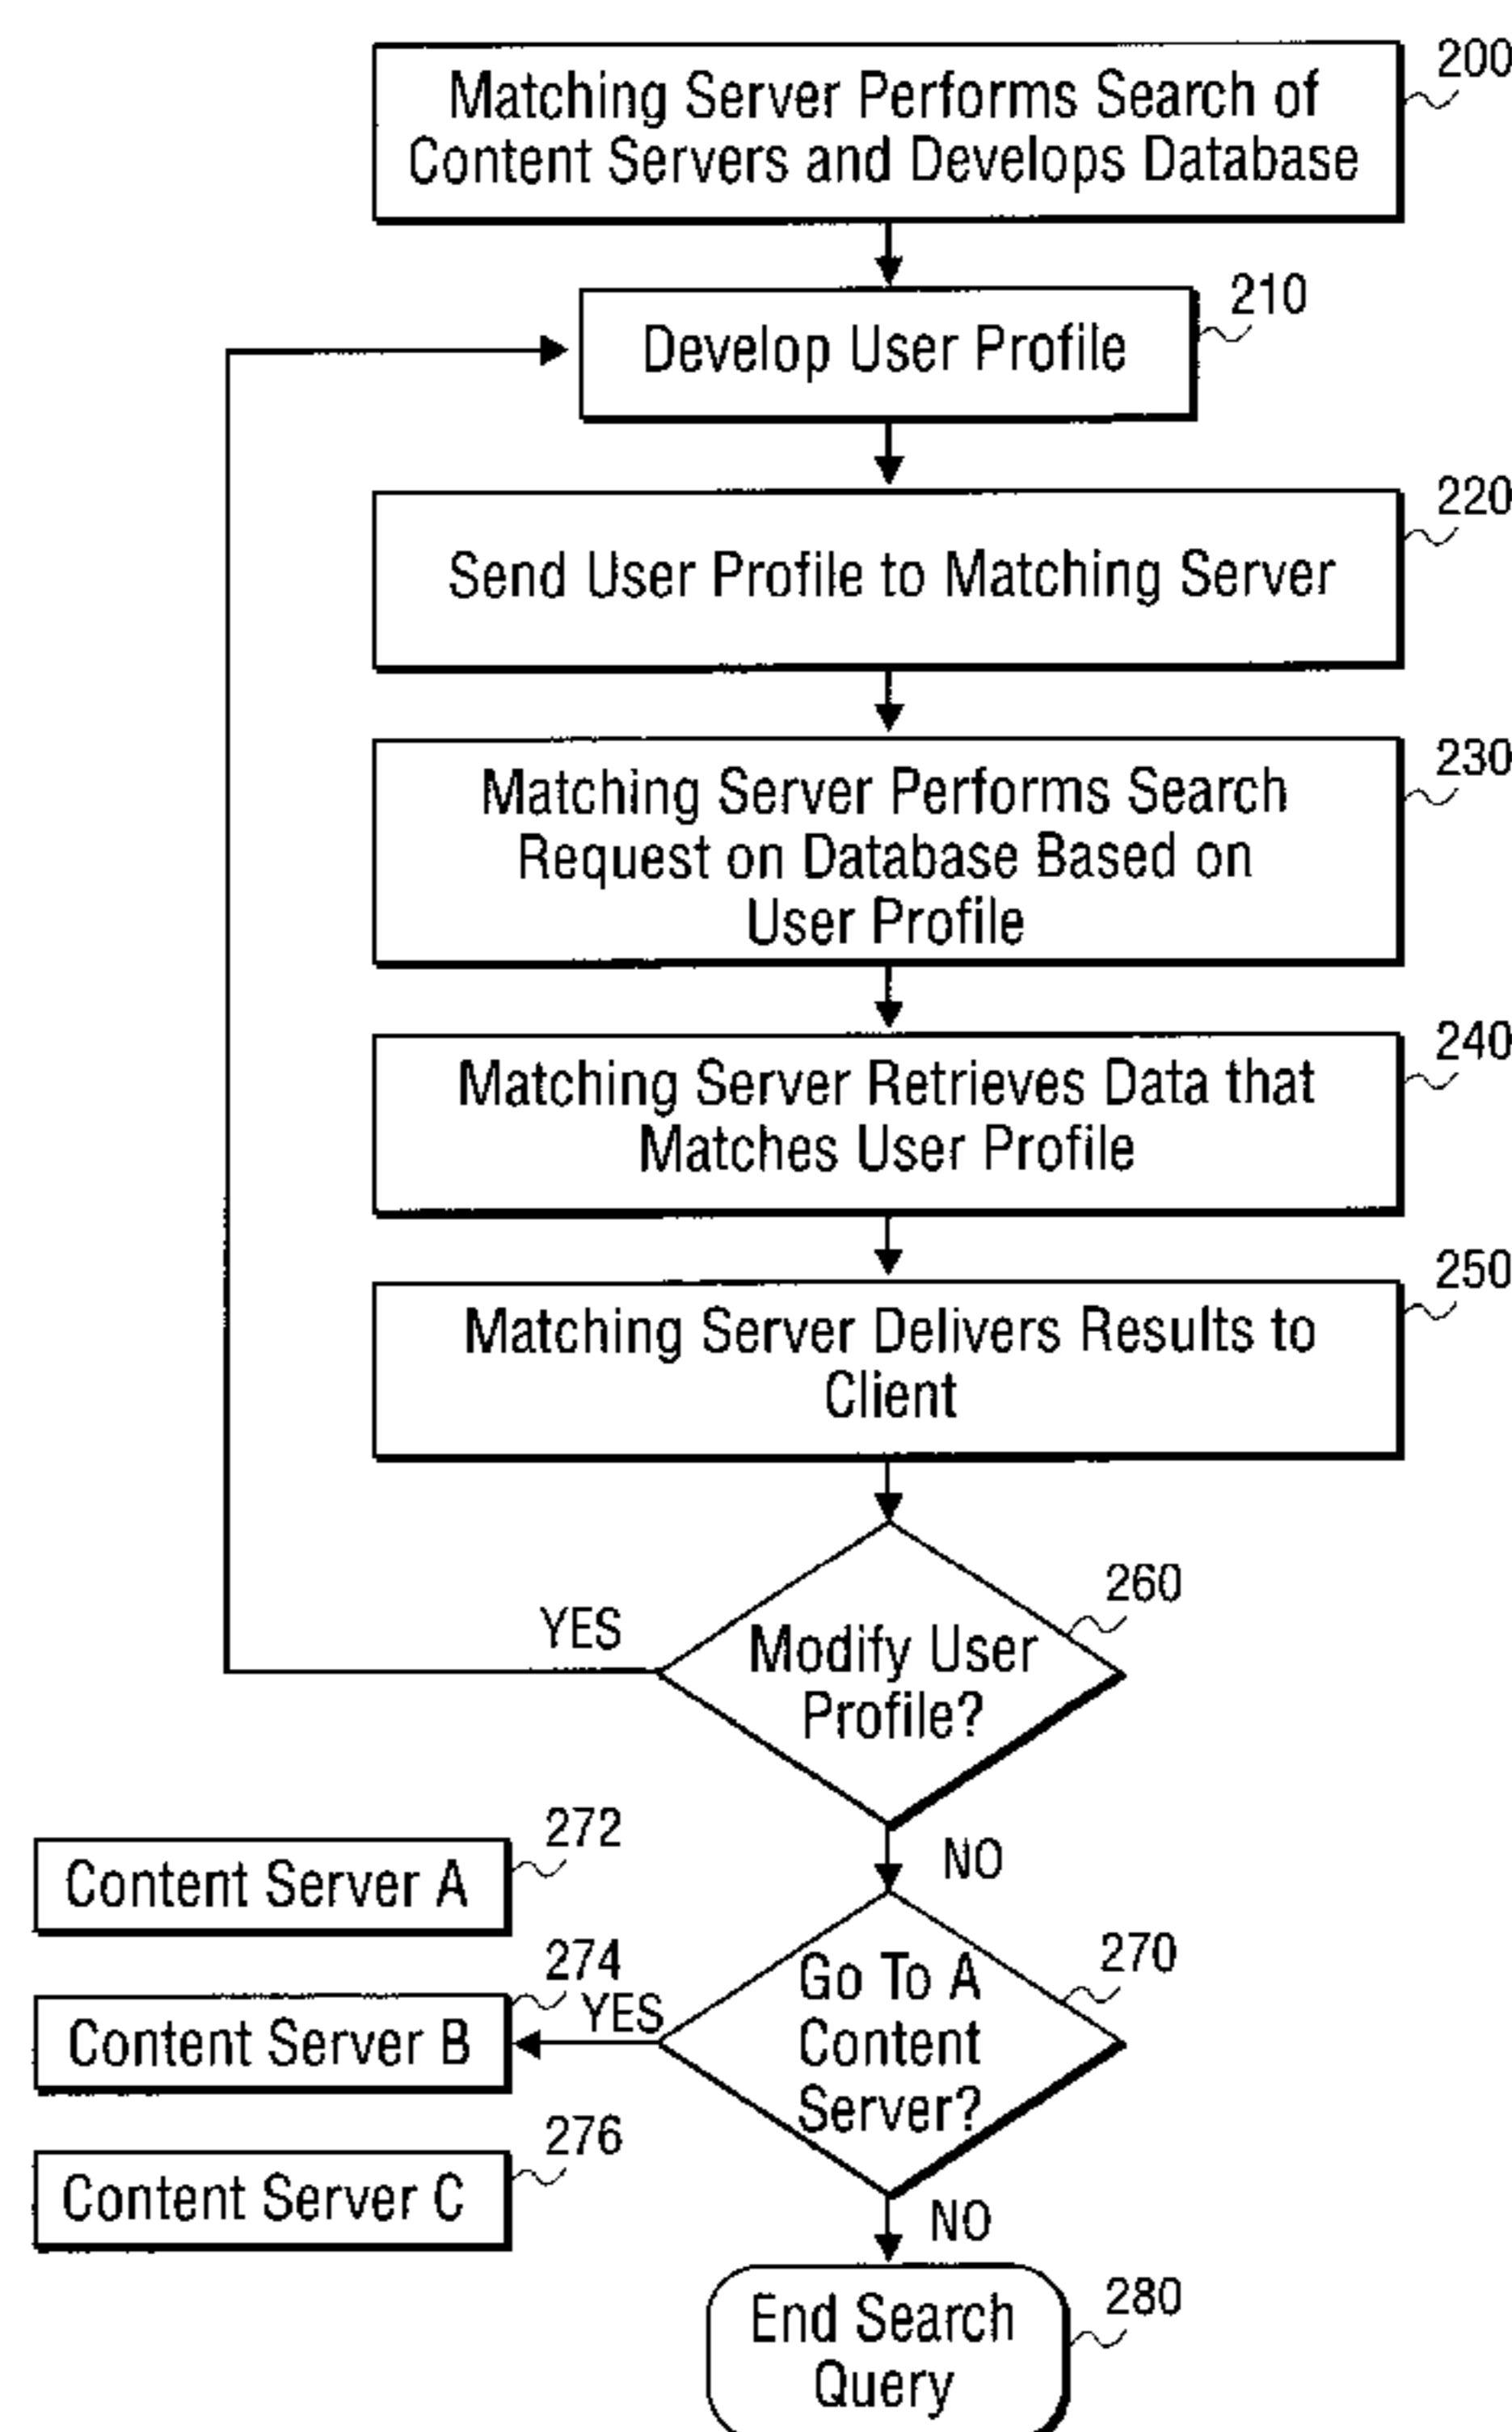 200
Matching Server Performs Search of
Content Servers and Develops Database
210
Develop User Profile
220
Send User Profile to Matching Server
230
Matching Server Performs Search
Request on Database Based on
User Profile
240
Matching Server Retrieves Data that
Matches User Profile
250
Matching Server Delivers Results to
Client
260
YES
Modify User
Profile?
NO
272
Content Server A
270
Go To A
Content
Server?
274
YES
Content Server B
276
Content Server C
NO
280
End Search
Query